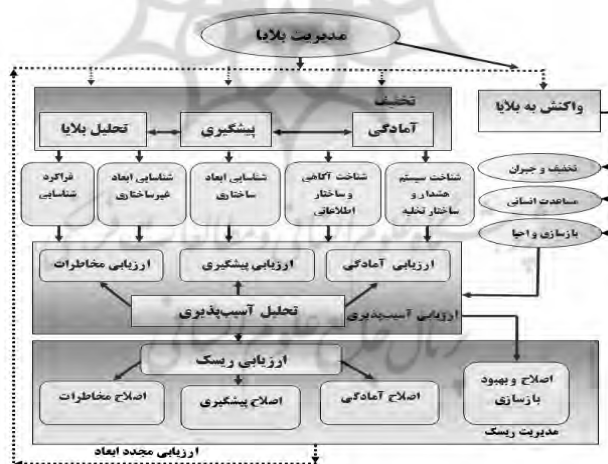 مدیریت بلایا
واکنش به بلایا
تخفیف
آمادگی
پیشگیری
تحلیل بلایا
شناخت سیستم
هشدار و
ساختار تخلیه
شناخت آگاهی
و ساختار
اطلاعاتی
شناسایی ابعاد
ساختاری
شناسایی ابعاد
غیرساختاری
فراگرد
شناسایی
تخفیف و جبران
مساعدت انسانی
بازسازی و احیا
ارزیابی آمادگی
ارزیابی پیشگیری
ارزیابی مخاطرات
تحلیل آسیب‌پذیری
ارزیابی آسیب‌پذیری
ارزیابی ریسک
اصلاح و بهبود
بازسازی
اصلاح آمادگی
اصلاح پیشگیری
اصلاح مخاطرات
مدیریت ریسک
ارزیابی مجدد ابعاد